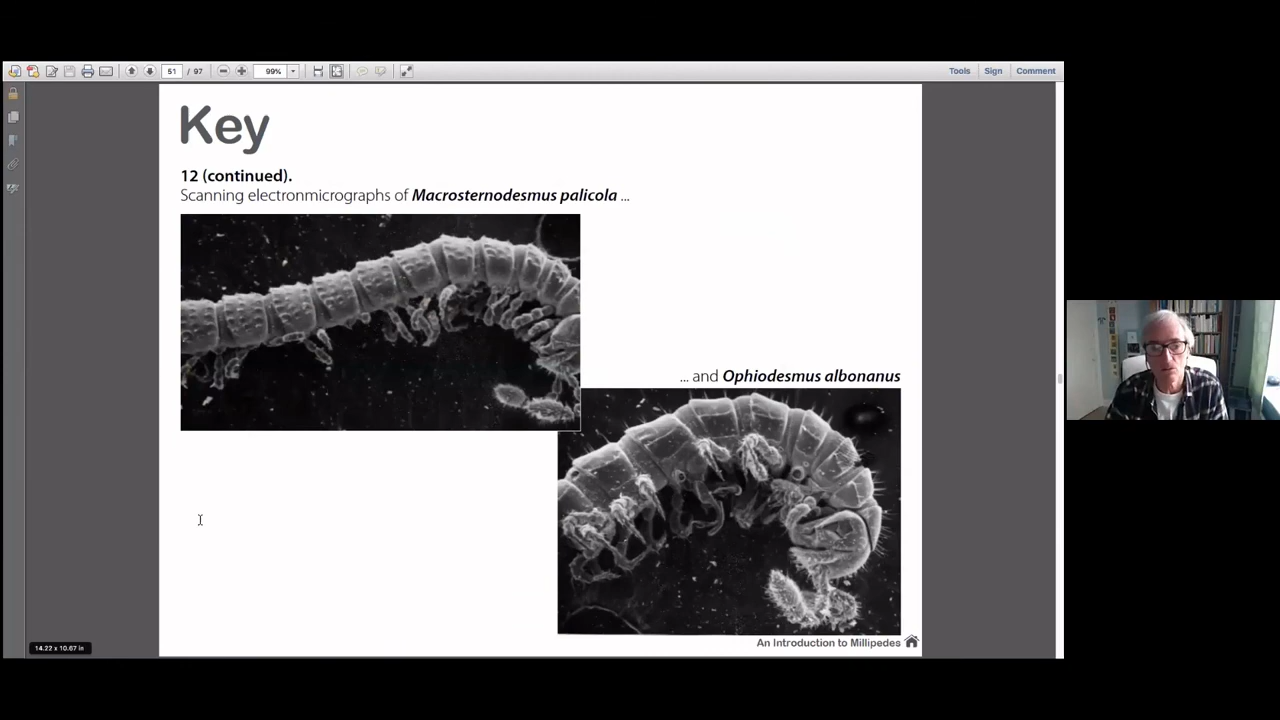 51 / 97
99%
Tools Sign Comment
Key
12 (continued).
Scanning electronmicrographs of Macrosternodesmus palicola ...
... and Ophiodesmus albonanus
An Introduction to Millipedes
14.22 x 10.67 in